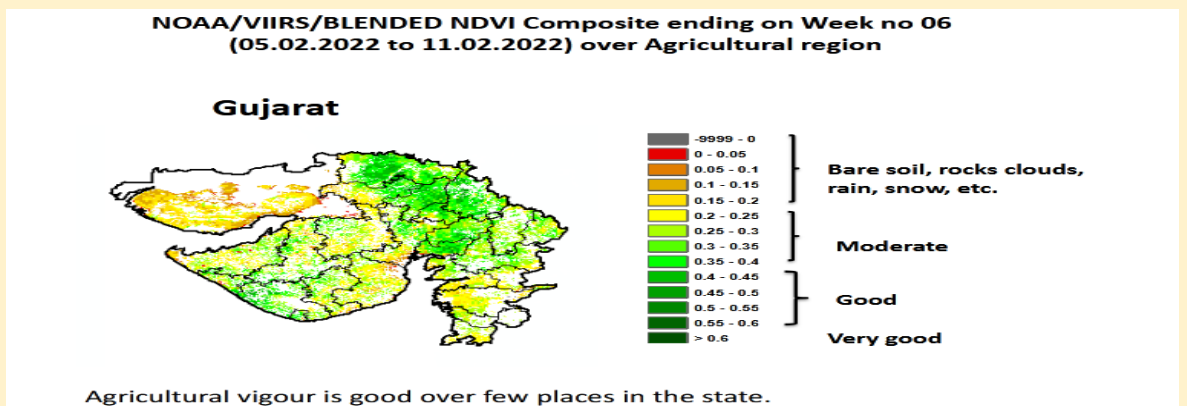 NOAA/VIIRS/BLENDED NDVI Composite ending on Week no 06
(05.02.2022 to 11.02.2022) over Agricultural region
Gujarat
-9999 - 0
0 - 0.05
0.05 - 0.1
0.1 - 0.15
0.15 - 0.2
0.2 - 0.25
0.25 - 0.3
0.3 - 0.35
0.35 - 0.4
0.4 - 0.45
0.45 - 0.5
0.5 - 0.55
0.55 - 0.6
> 0.6
Bare soil, rocks clouds,
rain, snow, etc.
Moderate
Good
Very good
Agricultural vigour is good over few places in the state.